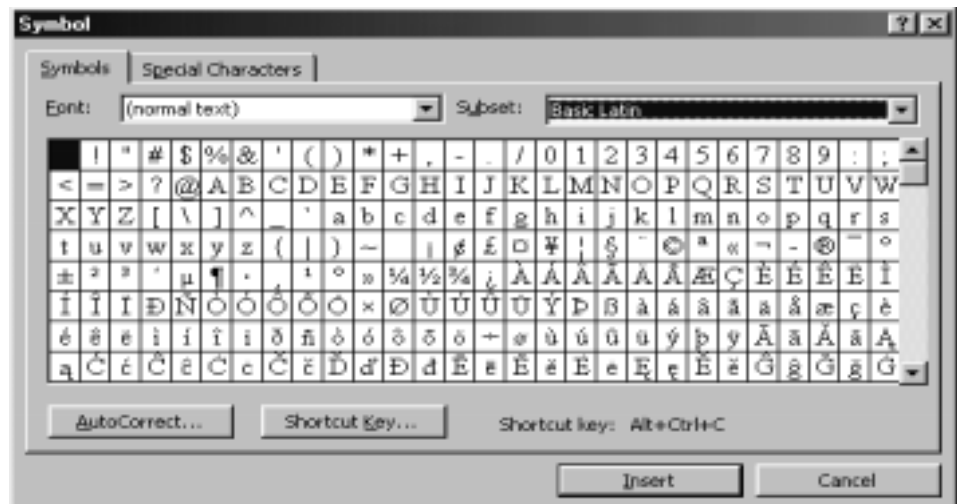 Symbol
Symbols Special Characters
Font: (normal text) Subset: Basic Latin
! " # $ % & ' ( ) * + , - . / 0 1 2 3 4 5 6 7 8 9 : ;
< = > ? @ A B C D E F G H I J K L M N O P Q R S T U V W
X Y Z [ \ ] ^ _ ` a b c d e f g h i j k l m n o p q r s
t u v w x y z { | } ~ ¡ ¢ £ ¤ ¥ ¦ § ¨ © ª « ¬ - ® ¯ °
± ² ³ ´ µ ¶ · ¸ ¹ º » ¼ ½ ¾ ¿ À Á Â Ã Ä Å Æ Ç È É Ê Ë Ì
Í Î Ï Ð Ñ Ò Ó Ô Õ Ö × Ø Ù Ú Û Ü Ý Þ ß à á â ã ä å æ ç è
é ê ë ì í î ï ð ñ ò ó ô õ ö ÷ ø ù ú û ü ý þ ÿ Ā ā Ă ă Ą
ą Ć ć Ĉ ĉ Ċ ċ Č č Ď ď Đ đ Ē ē Ĕ ĕ Ė ė Ę ę Ě ě Ĝ ĝ Ğ ğ Ġ
AutoCorrect... Shortcut Key... Shortcut key: Alt+Ctrl+C
Insert Cancel